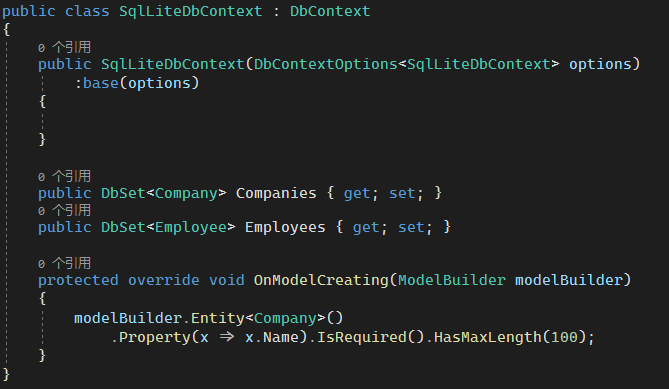 public class SqlLiteDbContext : DbContext
{
    0 个引用
    public SqlLiteDbContext(DbContextOptions<SqlLiteDbContext> options)
        :base(options)
    {
    }
    0 个引用
    public DbSet<Company> Companies { get; set; }
    0 个引用
    public DbSet<Employee> Employees { get; set; }
    0 个引用
    protected override void OnModelCreating(ModelBuilder modelBuilder)
    {
        modelBuilder.Entity<Company>()
            .Property(x => x.Name).IsRequired().HasMaxLength(100);
    }
}